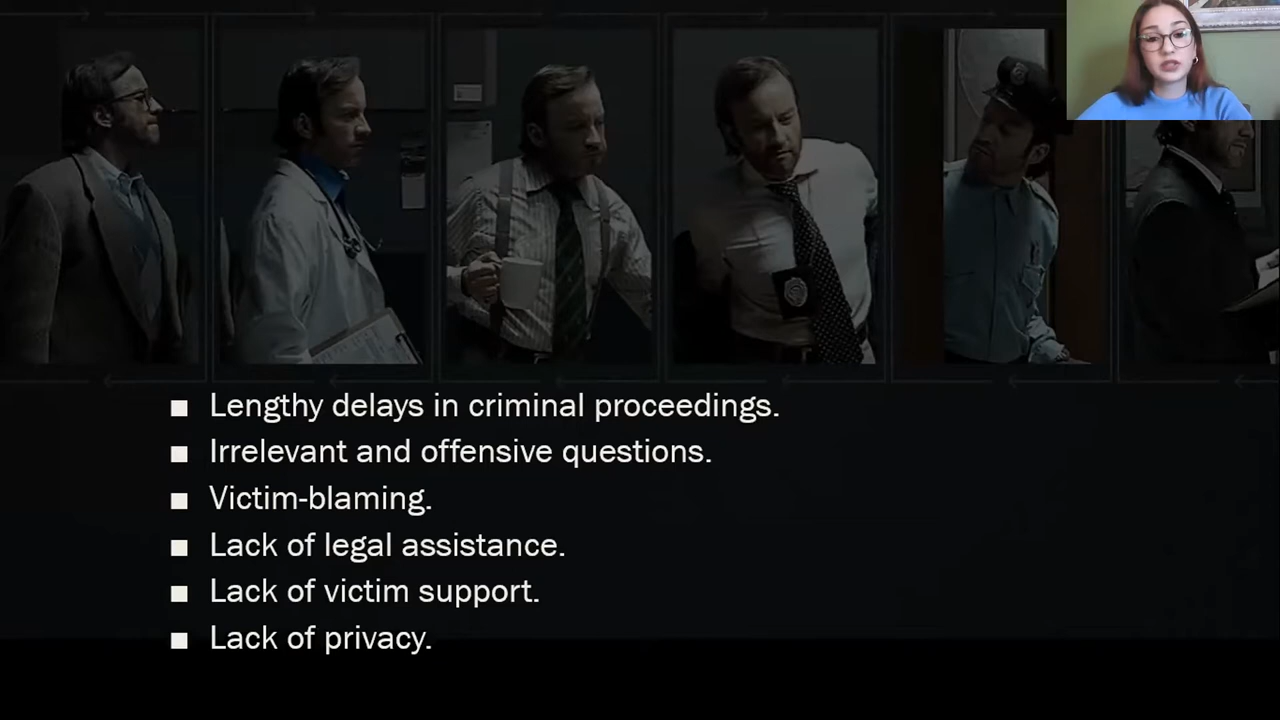 Lengthy delays in criminal proceedings.
Irrelevant and offensive questions.
Victim-blaming.
Lack of legal assistance.
Lack of victim support.
Lack of privacy.